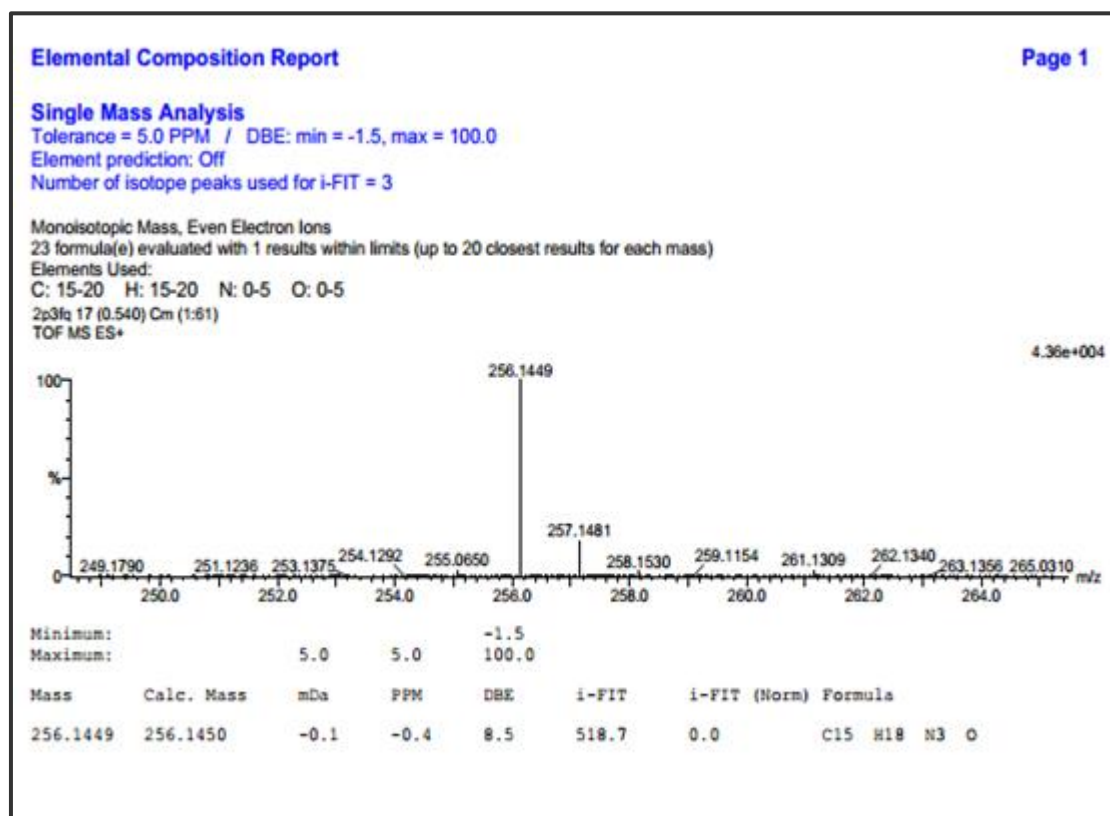 Elemental Composition Report Page 1
Single Mass Analysis
Tolerance = 5.0 PPM / DBE: min = -1.5, max = 100.0
Element prediction: Off
Number of isotope peaks used for i-FIT = 3
Monoisotopic Mass, Even Electron Ions
23 formula(e) evaluated with 1 results within limits (up to 20 closest results for each mass)
Elements Used:
C: 15-20 H: 15-20 N: 0-5 O: 0-5
2p3fq 17 (0.540) Cm (1:61)
TOF MS ES+
4.36e+004
100
%
0
256.1449
257.1481
249.1790 251.1236 253.1375 254.1292 255.0650 258.1530 259.1154 261.1309 262.1340 263.1356 265.0310
m/z
250.0 252.0 254.0 256.0 258.0 260.0 262.0 264.0
Minimum: -1.5
Maximum: 5.0 5.0 100.0
Mass Calc. Mass mDa PPM DBE i-FIT i-FIT (Norm) Formula
256.1449 256.1450 -0.1 -0.4 8.5 518.7 0.0 C15 H18 N3 O